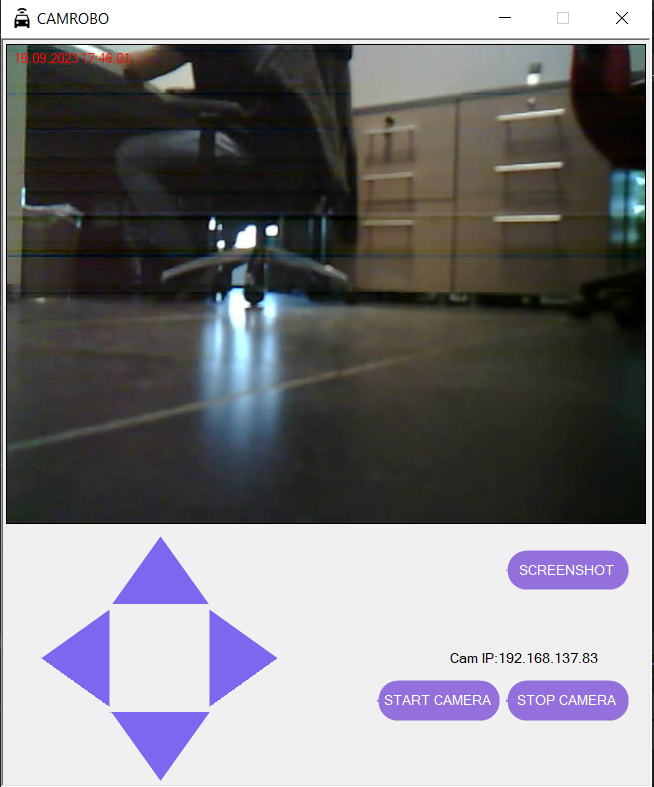 CAMROBO
19.09.2023 17:46:01
SCREENSHOT
Cam IP:192.168.137.83
START CAMERA
STOP CAMERA